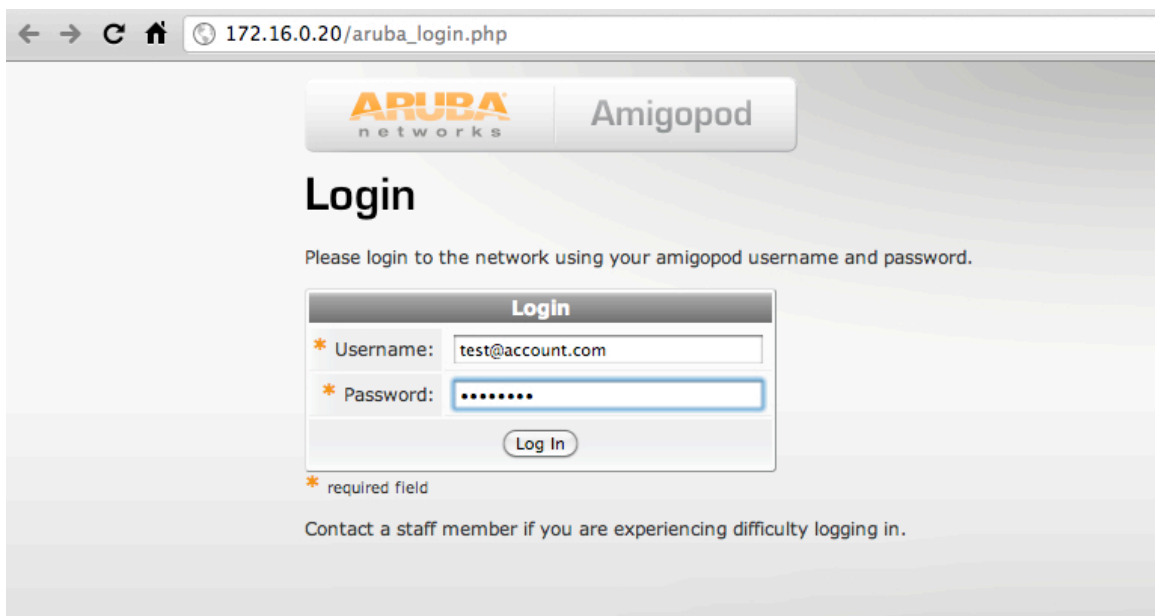 172.16.0.20/aruba_login.php
ARUBA networks Amigopod
Login
Please login to the network using your amigopod username and password.
Login
* Username: test@account.com
* Password: ••••••••
Log In
* required field
Contact a staff member if you are experiencing difficulty logging in.